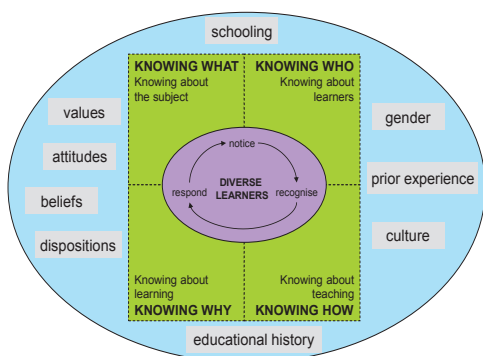 schooling
KNOWING WHAT
Knowing about
the subject
KNOWING WHO
Knowing about
learners
values
attitudes
beliefs
dispositions
gender
prior experience
culture
notice
respond
DIVERSE
LEARNERS
recognise
Knowing about
learning
KNOWING WHY
Knowing about
teaching
KNOWING HOW
educational history